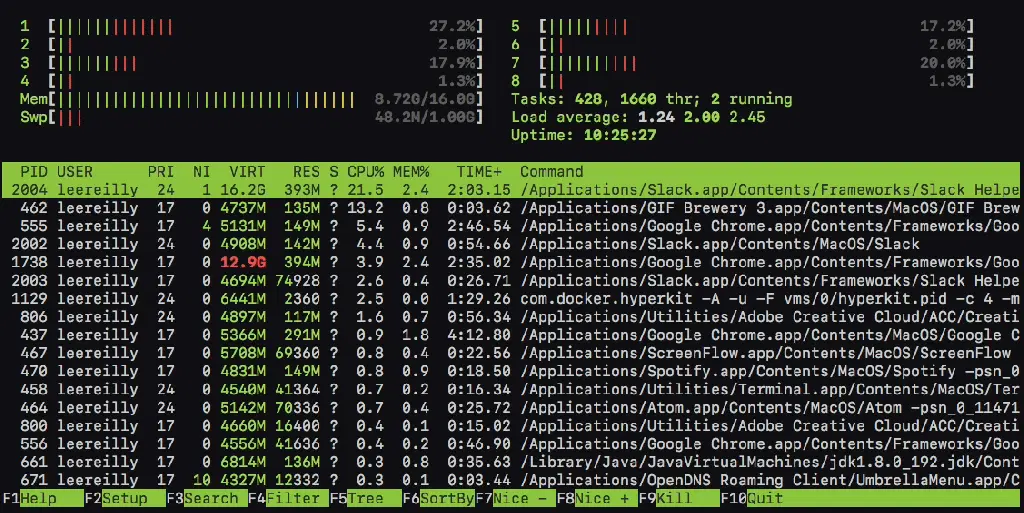 1 [||||||||||||||| 27.2%] 5 [||||||||||| 17.2%]
2 [|| 2.0%] 6 [|| 2.0%]
3 [||||||||||| 17.9%] 7 [|||||||||||| 20.0%]
4 [|| 1.3%] 8 [|| 1.3%]
Mem[|||||||||||||||||||||||||||||||||||||| 8.72G/16.0G] Tasks: 428, 1660 thr; 2 running
Swp[||| 48.2M/1.00G] Load average: 1.24 2.00 2.45
Uptime: 10:25:27
PID USER PRI NI VIRT RES S CPU% MEM% TIME+ Command
2004 leereilly 24 1 16.2G 393M ? 21.5 2.4 2:03.15 /Applications/Slack.app/Contents/Frameworks/Slack Helpe
462 leereilly 17 0 4737M 135M ? 13.2 0.8 0:03.62 /Applications/GIF Brewery 3.app/Contents/MacOS/GIF Brew
555 leereilly 17 4 5131M 149M ? 5.4 0.9 2:46.54 /Applications/Google Chrome.app/Contents/Frameworks/Goo
2002 leereilly 24 0 4908M 142M ? 4.4 0.9 0:54.66 /Applications/Slack.app/Contents/MacOS/Slack
1738 leereilly 17 0 12.9G 394M ? 3.9 2.4 2:35.02 /Applications/Google Chrome.app/Contents/Frameworks/Goo
2003 leereilly 17 0 4694M 74928 ? 2.6 0.4 0:26.71 /Applications/Slack.app/Contents/Frameworks/Slack Helpe
1129 leereilly 24 0 6441M 2360 ? 2.5 0.0 1:29.26 com.docker.hyperkit -A -u -F vms/0/hyperkit.pid -c 4 -m
806 leereilly 24 0 4897M 117M ? 1.6 0.7 0:56.34 /Applications/Utilities/Adobe Creative Cloud/ACC/Creati
437 leereilly 17 0 5366M 291M ? 0.9 1.8 4:12.80 /Applications/Google Chrome.app/Contents/MacOS/Google C
467 leereilly 17 0 5708M 69360 ? 0.8 0.4 0:22.56 /Applications/ScreenFlow.app/Contents/MacOS/ScreenFlow
470 leereilly 17 0 4831M 149M ? 0.8 0.9 0:18.50 /Applications/Spotify.app/Contents/MacOS/Spotify -psn_0
458 leereilly 24 0 4540M 41364 ? 0.7 0.2 0:16.34 /Applications/Utilities/Terminal.app/Contents/MacOS/Ter
464 leereilly 24 0 5142M 70336 ? 0.7 0.4 0:25.72 /Applications/Atom.app/Contents/MacOS/Atom -psn_0_11471
800 leereilly 17 0 4660M 16400 ? 0.4 0.1 0:15.02 /Applications/Utilities/Adobe Creative Cloud/ACC/Creati
556 leereilly 17 0 4556M 41636 ? 0.4 0.2 0:46.90 /Applications/Google Chrome.app/Contents/Frameworks/Goo
661 leereilly 17 0 6814M 136M ? 0.3 0.8 0:35.63 /Library/Java/JavaVirtualMachines/jdk1.8.0_192.jdk/Cont
671 leereilly 17 10 4327M 12332 ? 0.3 0.1 0:03.44 /Applications/OpenDNS Roaming Client/UmbrellaMenu.app/C
F1Help F2Setup F3Search F4Filter F5Tree F6SortBy F7Nice - F8Nice + F9Kill F10Quit